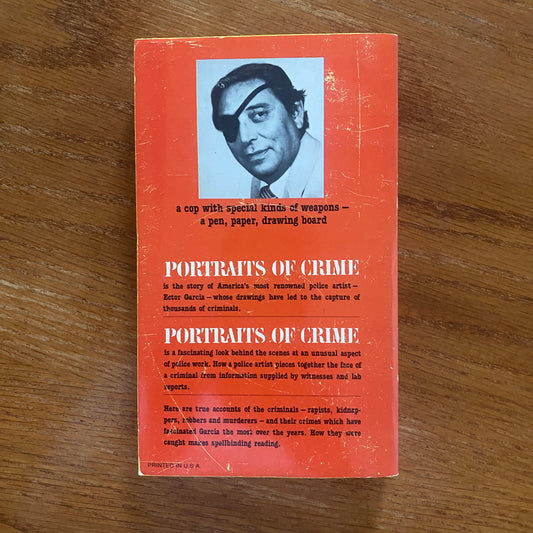 a cop with special kinds of weapons —
a pen, paper, drawing board
PORTRAITS OF CRIME
is the story of America's most renowned police artist —
Ector Garcia — whose drawings have led to the capture of
thousands of criminals.
PORTRAITS OF CRIME
is a fascinating look behind the scenes at an unusual aspect
of police work. How a police artist pieces together the face of
a criminal from information supplied by witnesses and lab
reports.
Here are true accounts of the criminals — rapists, kidnap-
pers, robbers and murderers — and their crimes which have
fascinated Garcia the most over the years. How they were
caught makes spellbinding reading.
PRINTED IN U.S.A.